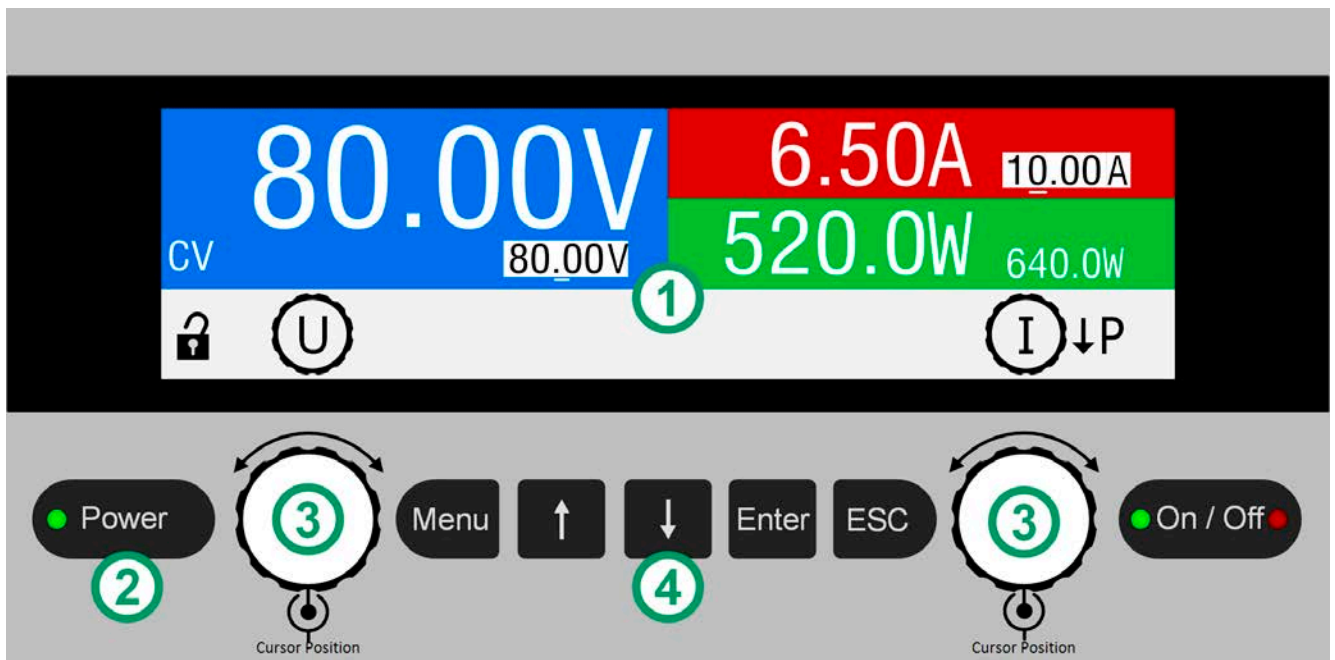 80.00V
6.50A 10.00A
CV 80.00V
520.0W 640.0W
1
U I ↓P
Power 3 Menu ↑ ↓ Enter ESC 3 On / Off
2 4
Cursor Position Cursor Position